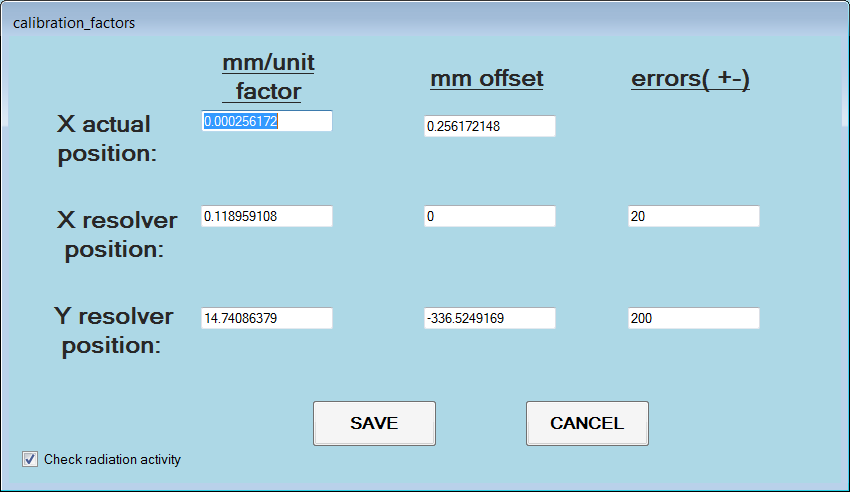 calibration_factors
mm/unit
factor
mm offset
errors( +-)
X actual
position:
0.000256172
0.256172148
X resolver
position:
0.118959108
0
20
Y resolver
position:
14.74086379
-336.5249169
200
SAVE
CANCEL
Check radiation activity